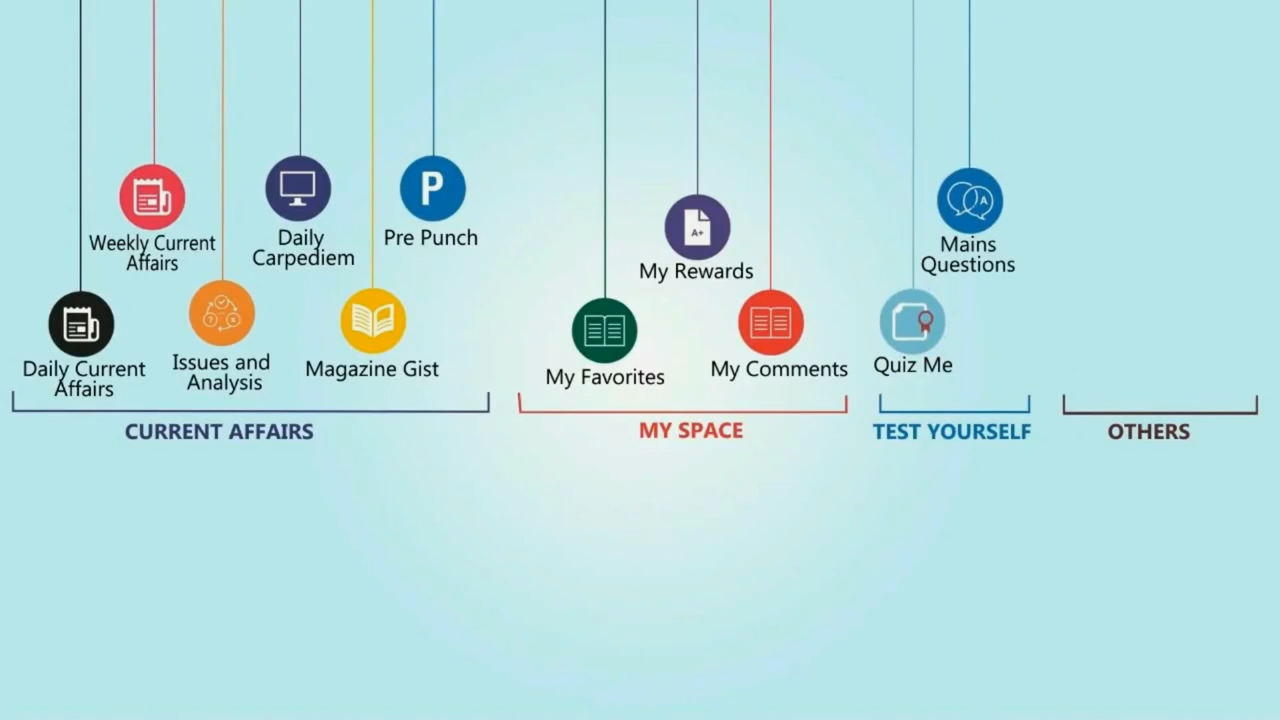 Weekly Current
Affairs
Daily
Carpediem
P
Pre Punch
Daily Current
Affairs
Issues and
Analysis
Magazine Gist
CURRENT AFFAIRS
A+
My Rewards
My Favorites
My Comments
MY SPACE
A
Mains
Questions
Quiz Me
TEST YOURSELF
OTHERS